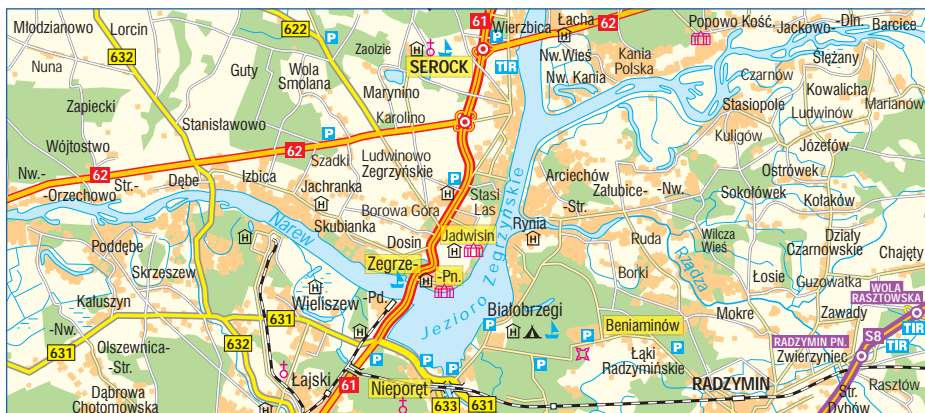 Młodzianowo
Lorcin
632
Nuna
622
P
Guty
Wola
Smolana
Zaolzie
H
SEROCK
61
P
Wierzbica
TIR
Łacha
62
H
Nw.Wieś
Nw. Kania
Kania
Polska
Popowo Kość.
Jackowo-
-Dln.
Barcice
Ślężany
Czarnów
Kowalicha
Stasiopole
Ludwinów
Marianów
Zapiecki
Stanisławowo
Marynino
Karolino
P
Kuligów
Józefów
Wójtostwo
62
62
Szadki
Ludwinowo
Zegrzyńskie
P
Nw.-
-Orzechowo
Str.-
Dębe
Izbica
Jachranka
H
Skubianka
P
H
Stasi
Las
Arciechów
Załubice-
-Nw.
-Str.
Ostrówek
Sokołówek
Kołaków
Borowa Góra
Rynia
H
Poddębe
H
Narew
Dosin
Jadwisin
H
Jezioro Zegrzyńskie
Ruda
Rządza
Wilcza
Wieś
Działy
Czarnowskie
Chajęty
Skrzeszew
Zegrze-
-Pn.
H
Borki
Łosie
Guzowatka
Kałuszyn
Wieliszew
-Pd.
H
Białobrzegi
H
Mokre
WOLA
RASZTOWSKA
Zawady
-Nw.
631
631
P
P
Beniaminów
RADZYMIN PN.
S8
TIR
631
632
P
P
P
P
Zwierzyniec
Olszewnica-
-Str.
Łąki
Radzymińskie
Łajski
61
Nieporęt
RADZYMIN
Str.
Dybów
Rasztów
Dąbrowa
Chotomowska
H
633
631